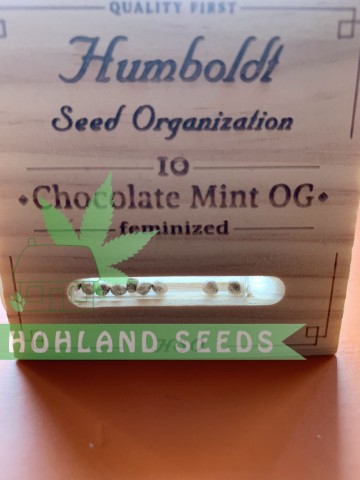 QUALITY FIRST
Humboldt
Seed Organization
10
Chocolate Mint OG
feminized
HOHLAND SEEDS